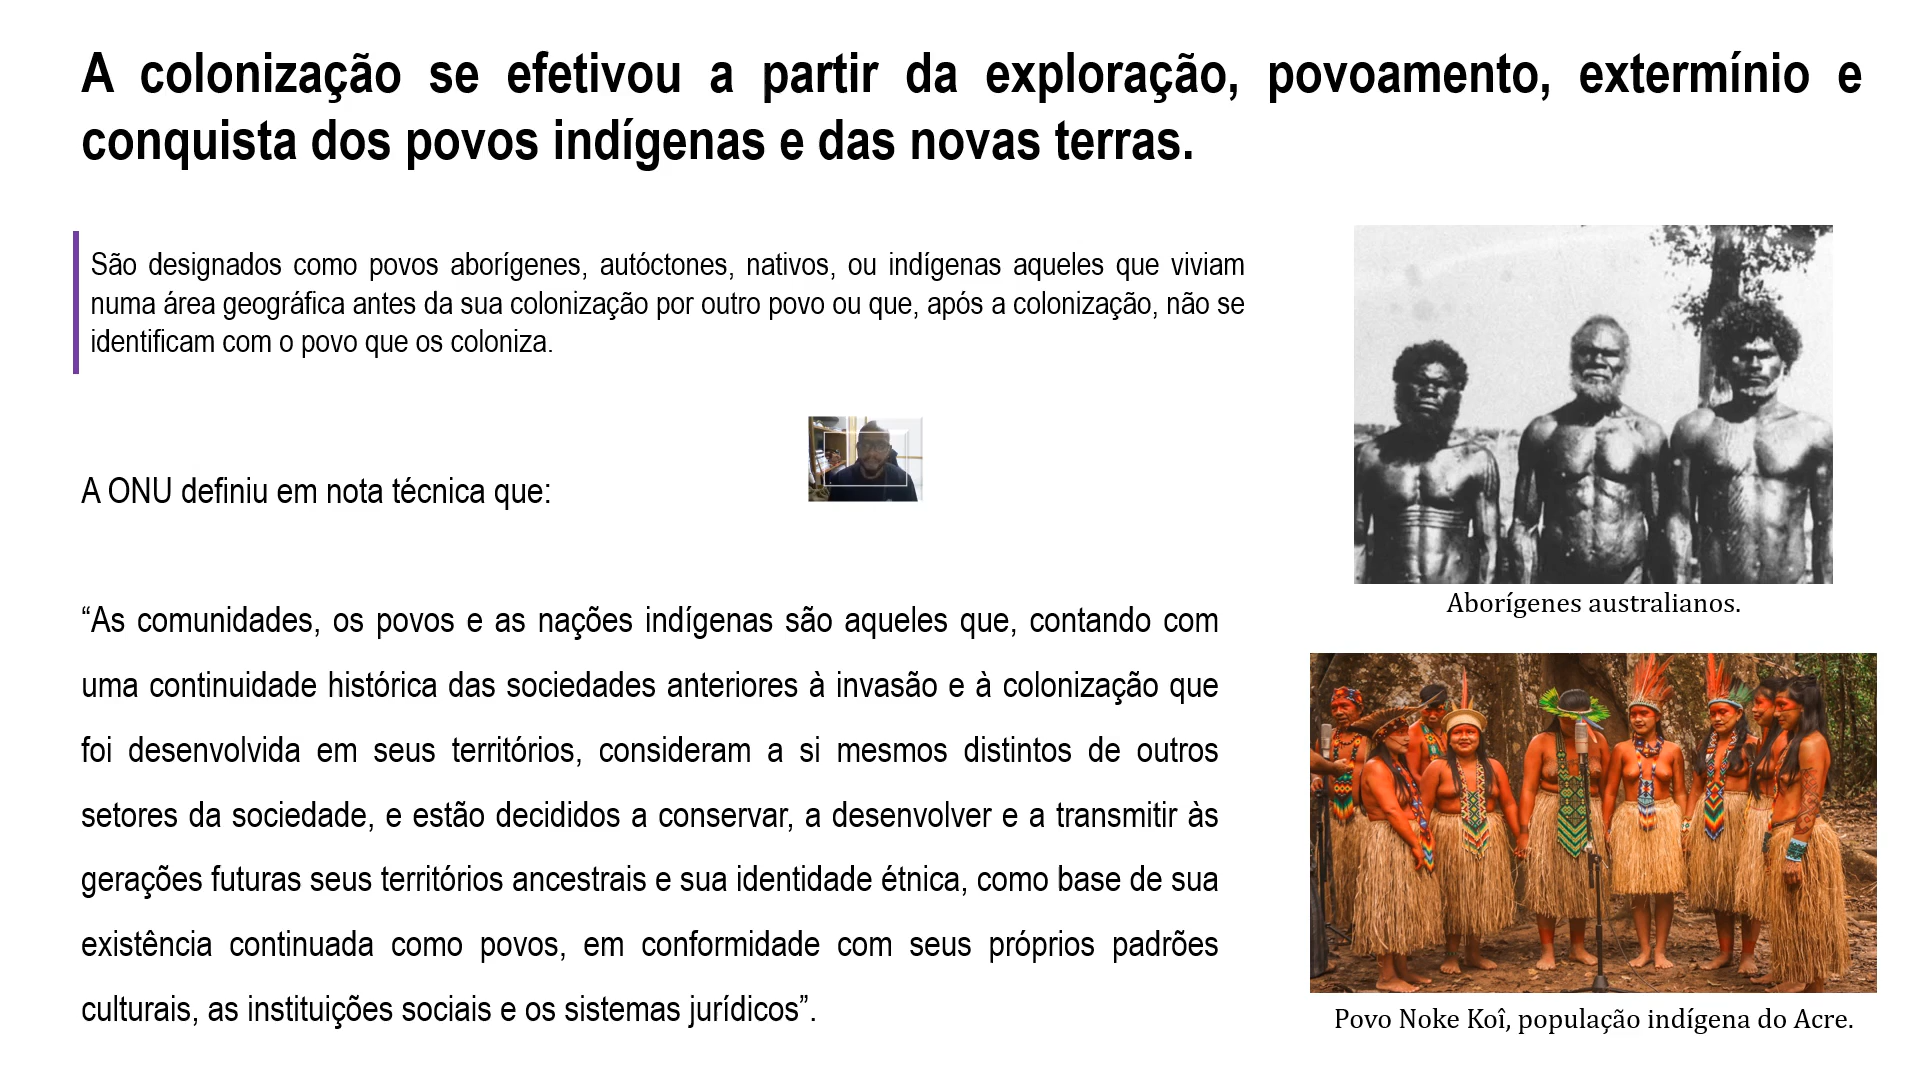 A colonização se efetivou a partir da exploração, povoamento, extermínio e
conquista dos povos indígenas e das novas terras.
São designados como povos aborígenes, autóctones, nativos, ou indígenas aqueles que viviam
numa área geográfica antes da sua colonização por outro povo ou que, após a colonização, não se
identificam com o povo que os coloniza.
A ONU definiu em nota técnica que:
“As comunidades, os povos e as nações indígenas são aqueles que, contando com
uma continuidade histórica das sociedades anteriores à invasão e à colonização que
foi desenvolvida em seus territórios, consideram a si mesmos distintos de outros
setores da sociedade, e estão decididos a conservar, a desenvolver e a transmitir às
gerações futuras seus territórios ancestrais e sua identidade étnica, como base de sua
existência continuada como povos, em conformidade com seus próprios padrões
culturais, as instituições sociais e os sistemas jurídicos”.
Aborígenes australianos.
Povo Noke Koî, população indígena do Acre.